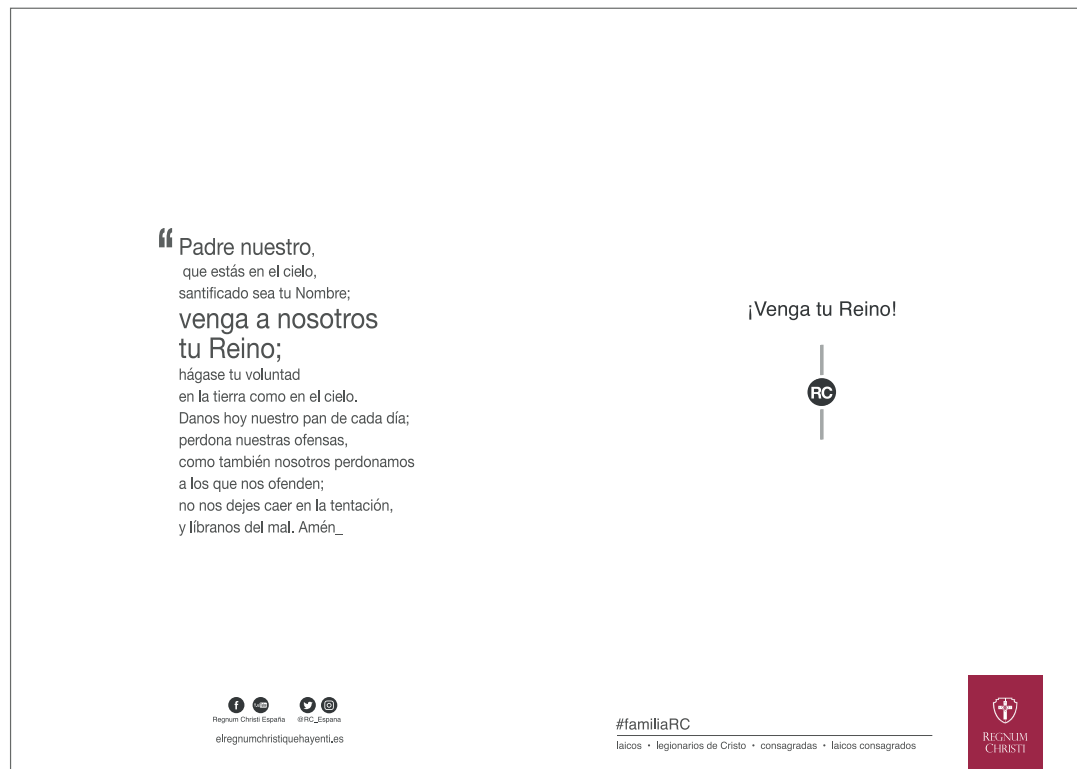 “ Padre nuestro,
que estás en el cielo,
santificado sea tu Nombre;
venga a nosotros
tu Reino;
hágase tu voluntad
en la tierra como en el cielo.
Danos hoy nuestro pan de cada día;
perdona nuestras ofensas,
como también nosotros perdonamos
a los que nos ofenden;
no nos dejes caer en la tentación,
y líbranos del mal. Amén_
Regnum Christi España @RC_Espana
elregnumchristiquehayenti.es
¡Venga tu Reino!
RC
#familiaRC
laicos • legionarios de Cristo • consagradas • laicos consagrados
REGNUM
CHRISTI